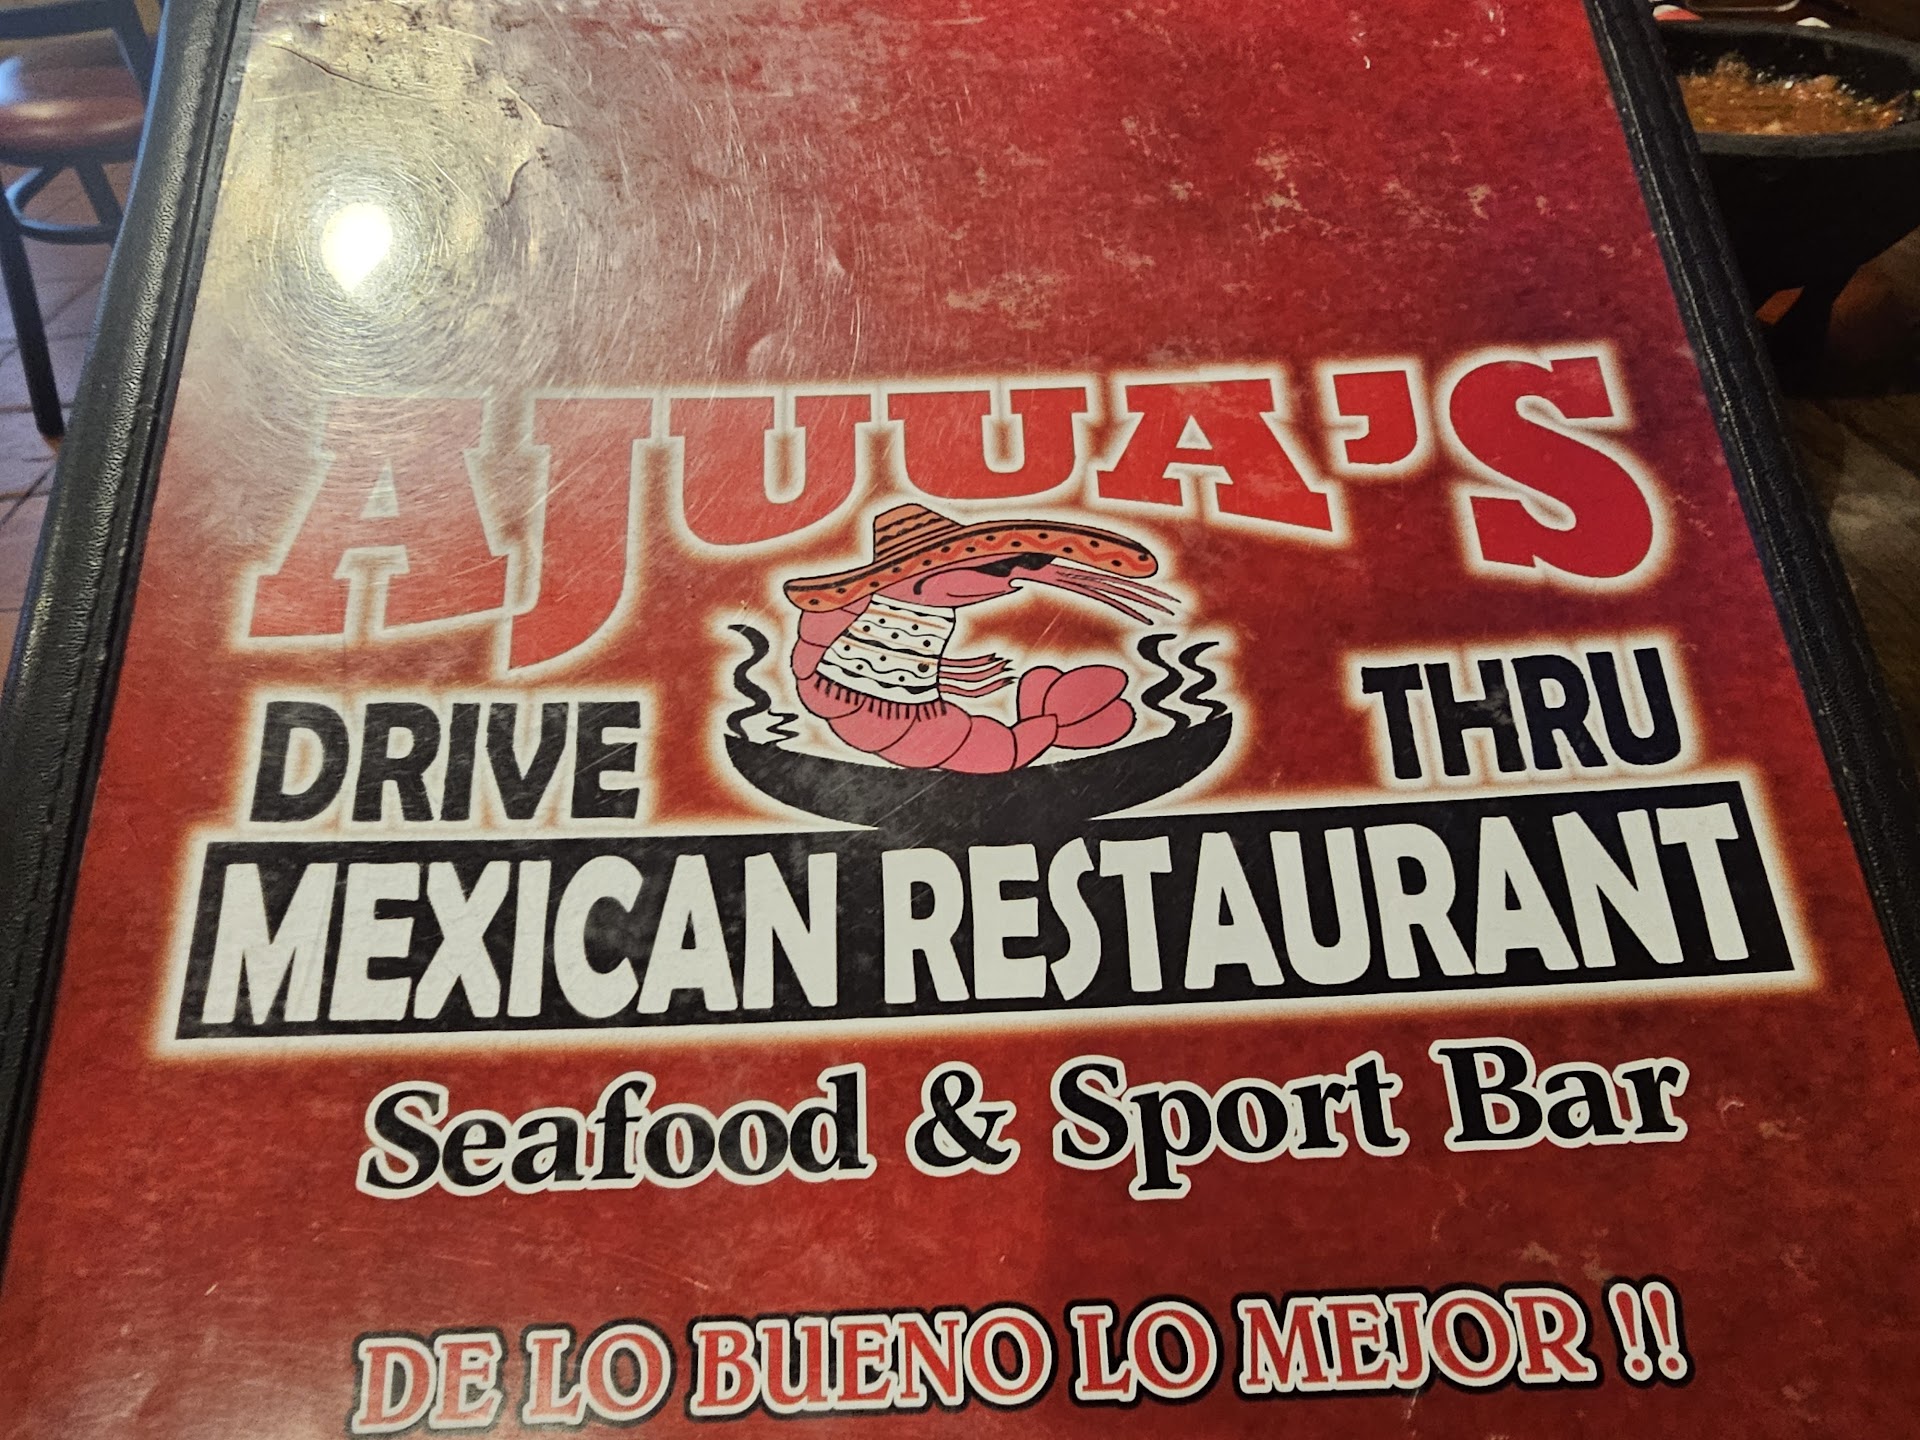 AJUUA'S
DRIVE THRU
MEXICAN RESTAURANT
Seafood & Sport Bar
DE LO BUENO LO MEJOR !!